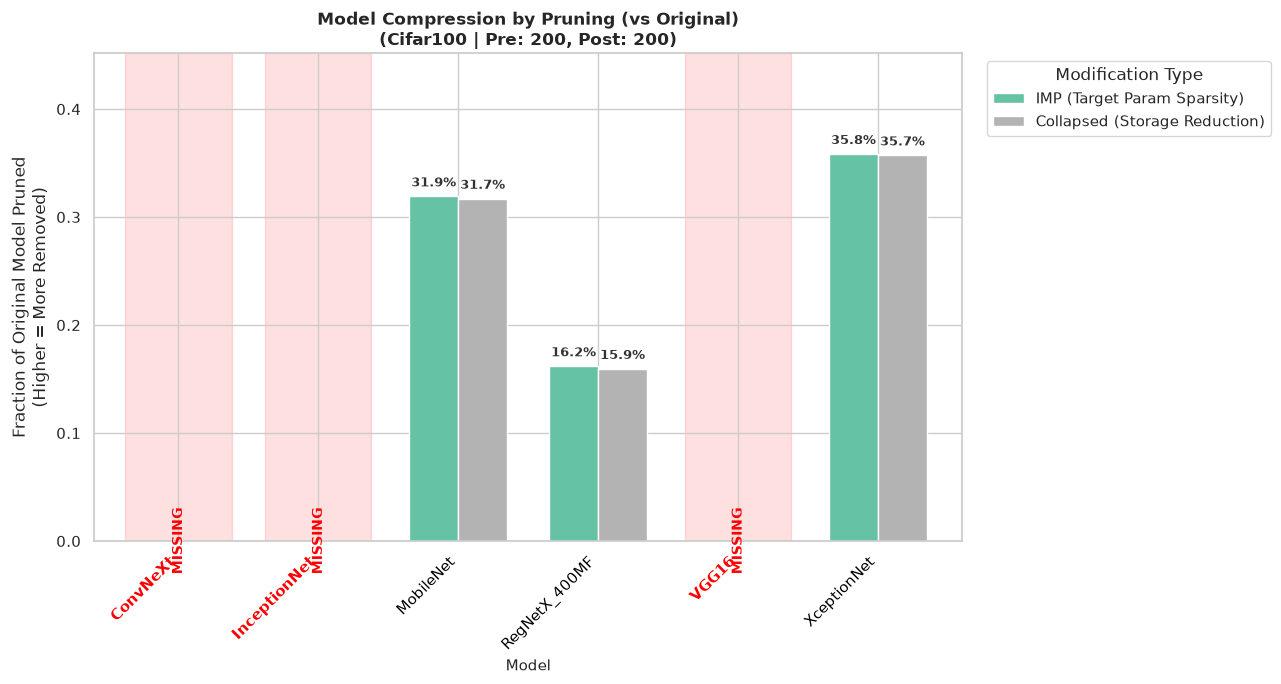 Model Compression by Pruning (vs Original)
(Cifar100 | Pre: 200, Post: 200)
Fraction of Original Model Pruned
(Higher = More Removed)
0.4
0.3
0.2
0.1
0.0
31.9%
31.7%
16.2%
15.9%
35.8%
35.7%
MISSING
MISSING
MISSING
ConvNeXt
InceptionNet
MobileNet
RegNetX_400MF
VGG16
XceptionNet
Model
Modification Type
IMP (Target Param Sparsity)
Collapsed (Storage Reduction)